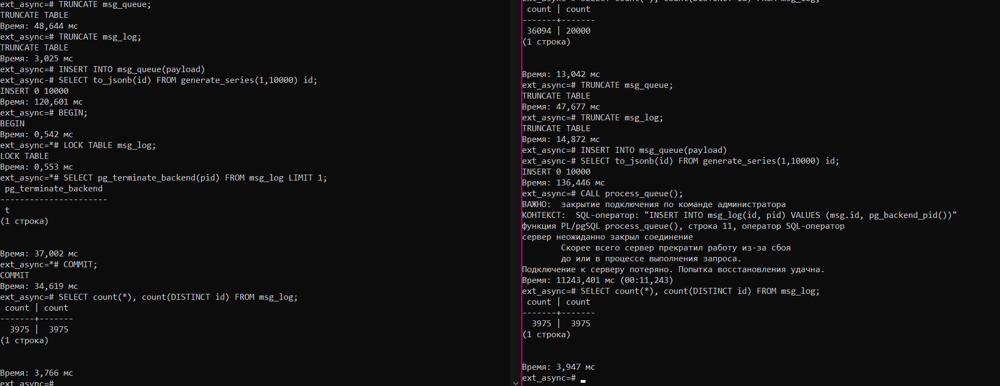 ext_async=# TRUNCATE msg_queue;
TRUNCATE TABLE
Время: 48,644 мс
ext_async=# TRUNCATE msg_log;
TRUNCATE TABLE
Время: 3,025 мс
ext_async=# INSERT INTO msg_queue(payload)
ext_async-# SELECT to_jsonb(id) FROM generate_series(1,10000) id;
INSERT 0 10000
Время: 120,601 мс
ext_async=# BEGIN;
BEGIN
Время: 0,542 мс
ext_async=*# LOCK TABLE msg_log;
LOCK TABLE
Время: 0,553 мс
ext_async=*# SELECT pg_terminate_backend(pid) FROM msg_log LIMIT 1;
 pg_terminate_backend
----------------------
 t
(1 строка)
Время: 37,002 мс
ext_async=*# COMMIT;
COMMIT
Время: 34,619 мс
ext_async=# SELECT count(*), count(DISTINCT id) FROM msg_log;
 count | count
-------+-------
  3975 |  3975
(1 строка)
Время: 3,766 мс
ext_async=#
ext_async=# SELECT count(*), count(DISTINCT id) FROM msg_log;
 count | count
-------+-------
 36094 | 20000
(1 строка)
Время: 13,042 мс
ext_async=# TRUNCATE msg_queue;
TRUNCATE TABLE
Время: 47,677 мс
ext_async=# TRUNCATE msg_log;
TRUNCATE TABLE
Время: 14,872 мс
ext_async=# INSERT INTO msg_queue(payload)
ext_async-# SELECT to_jsonb(id) FROM generate_series(1,10000) id;
INSERT 0 10000
Время: 136,446 мс
ext_async=# CALL process_queue();
ВАЖНО:  закрытие подключения по команде администратора
КОНТЕКСТ:  SQL-оператор: "INSERT INTO msg_log(id, pid) VALUES (msg.id, pg_backend_pid())"
функция PL/pgSQL process_queue(), строка 11, оператор SQL-оператор
сервер неожиданно закрыл соединение
        Скорее всего сервер прекратил работу из-за сбоя
        до или в процессе выполнения запроса.
Подключение к серверу потеряно. Попытка восстановления удачна.
Время: 11243,401 мс (00:11,243)
ext_async=# SELECT count(*), count(DISTINCT id) FROM msg_log;
 count | count
-------+-------
  3975 |  3975
(1 строка)
Время: 3,947 мс
ext_async=#